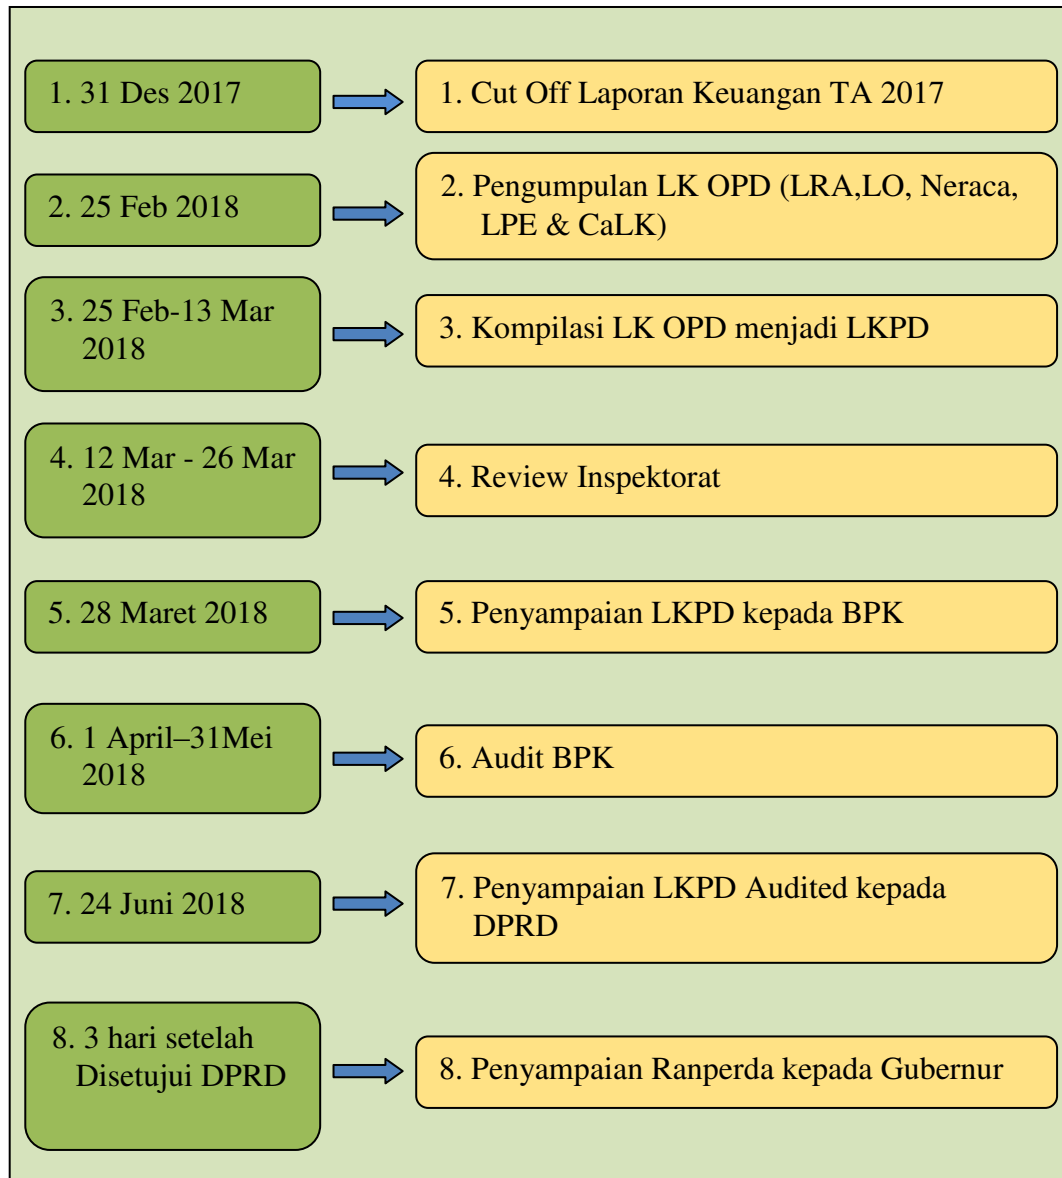 1. 31 Des 2017
1. Cut Off Laporan Keuangan TA 2017
2. 25 Feb 2018
2. Pengumpulan LK OPD (LRA,LO, Neraca,
LPE & CaLK)
3. 25 Feb-13 Mar
2018
3. Kompilasi LK OPD menjadi LKPD
4. 12 Mar - 26 Mar
2018
4. Review Inspektorat
5. 28 Maret 2018
5. Penyampaian LKPD kepada BPK
6. 1 April–31Mei
2018
6. Audit BPK
7. 24 Juni 2018
7. Penyampaian LKPD Audited kepada
DPRD
8. 3 hari setelah
Disetujui DPRD
8. Penyampaian Ranperda kepada Gubernur